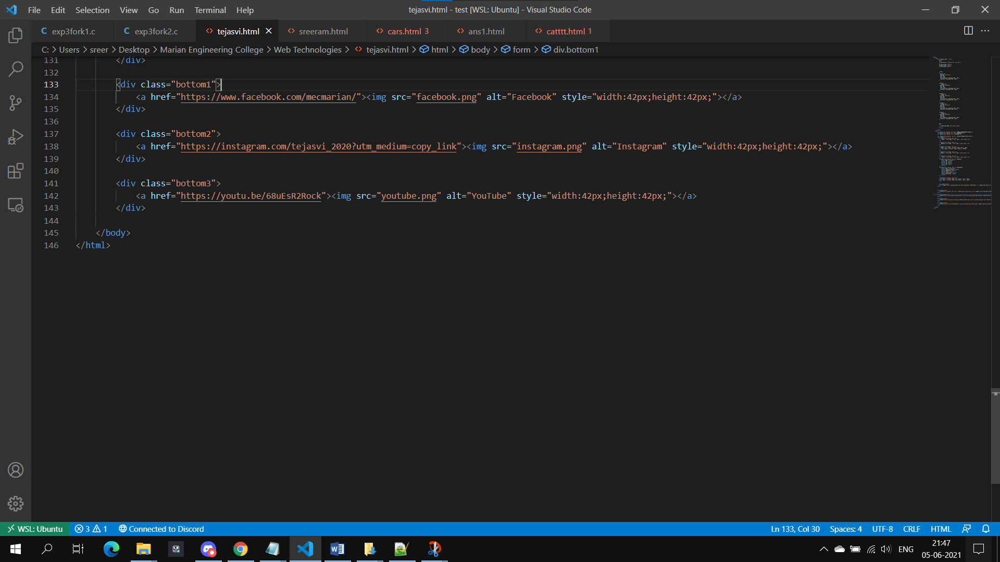 File Edit Selection View Go Run Terminal Help
tejasvi.html - test [WSL: Ubuntu] - Visual Studio Code
C exp3fork1.c C exp3fork2.c <> tejasvi.html <> sreeram.html <> cars.html 3 <> ans1.html <> catttt.html 1
C: > Users > sreer > Desktop > Marian Engineering College > Web Technologies > <> tejasvi.html > html > body > form > div.bottom1
131 </div>
132
133 <div class="bottom1">
134 <a href="https://www.facebook.com/mecmarian/"><img src="facebook.png" alt="Facebook" style="width:42px;height:42px;"></a>
135 </div>
136
137 <div class="bottom2">
138 <a href="https://instagram.com/tejasvi_2020?utm_medium=copy_link"><img src="instagram.png" alt="Instagram" style="width:42px;height:42px;"></a>
139 </div>
140
141 <div class="bottom3">
142 <a href="https://youtu.be/68uEsR2Rock"><img src="youtube.png" alt="YouTube" style="width:42px;height:42px;"></a>
143 </div>
144
145 </body>
146 </html>
WSL: Ubuntu 3 1 Connected to Discord Ln 133, Col 30 Spaces: 4 UTF-8 CRLF HTML
ENG
21:47
05-06-2021